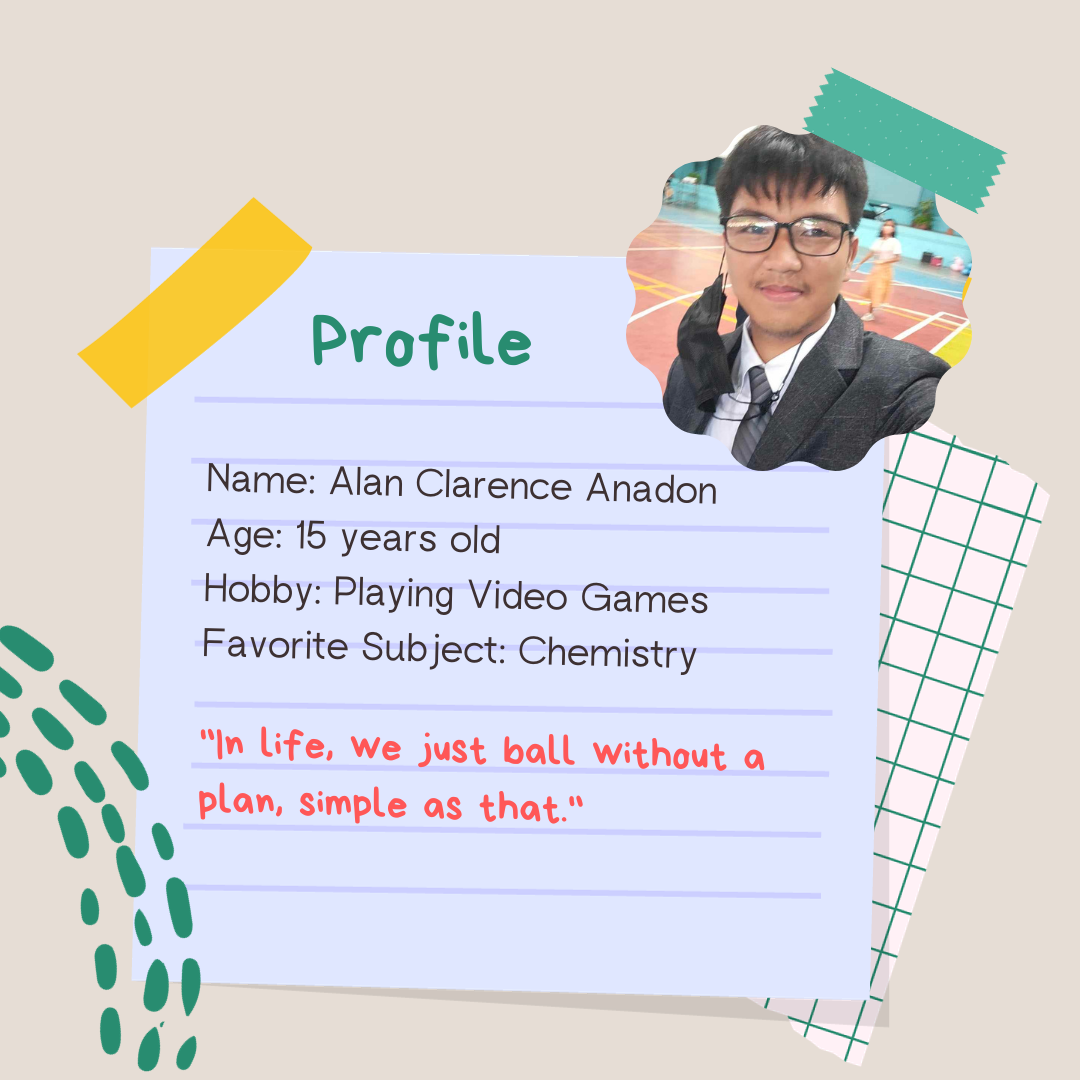 Profile
Name: Alan Clarence Anadon
Age: 15 years old
Hobby: Playing Video Games
Favorite Subject: Chemistry
"In life, we just ball without a
plan, simple as that."